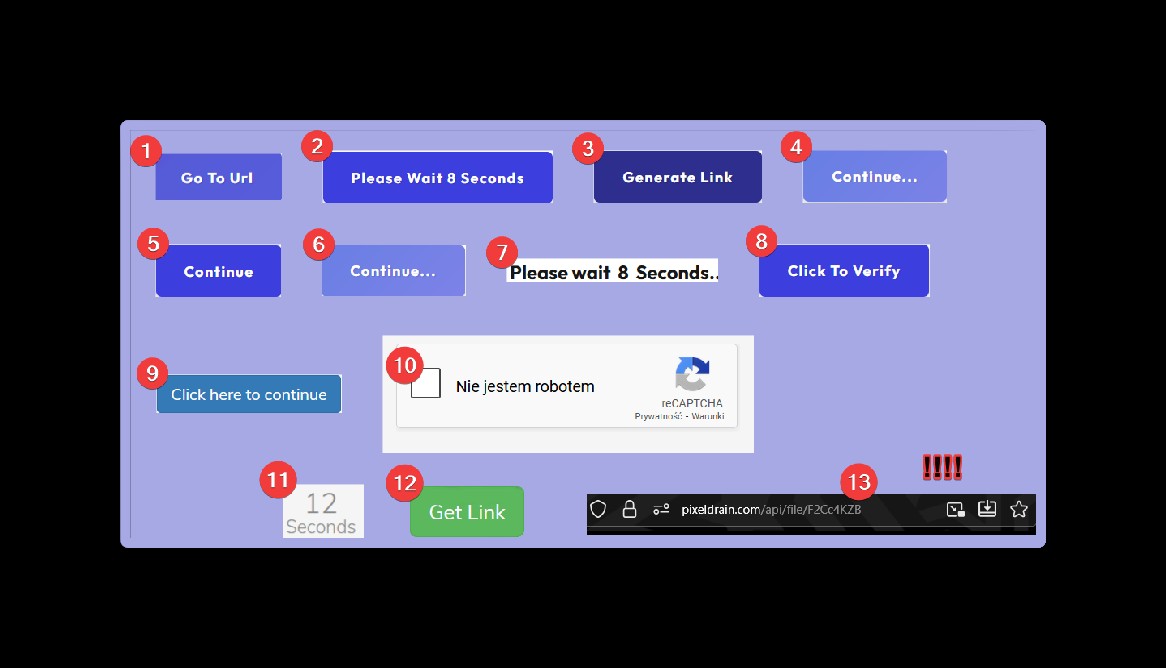 1
Go To Url
2
Please Wait 8 Seconds
3
Generate Link
4
Continue...
5
Continue
6
Continue...
7
Please wait 8 Seconds..
8
Click To Verify
9
Click here to continue
10
Nie jestem robotem
reCAPTCHA
Prywatność - Warunki
11
12
Seconds
12
Get Link
13
!!!!
pixeldrain.com/api/file/F2Cc4KZB